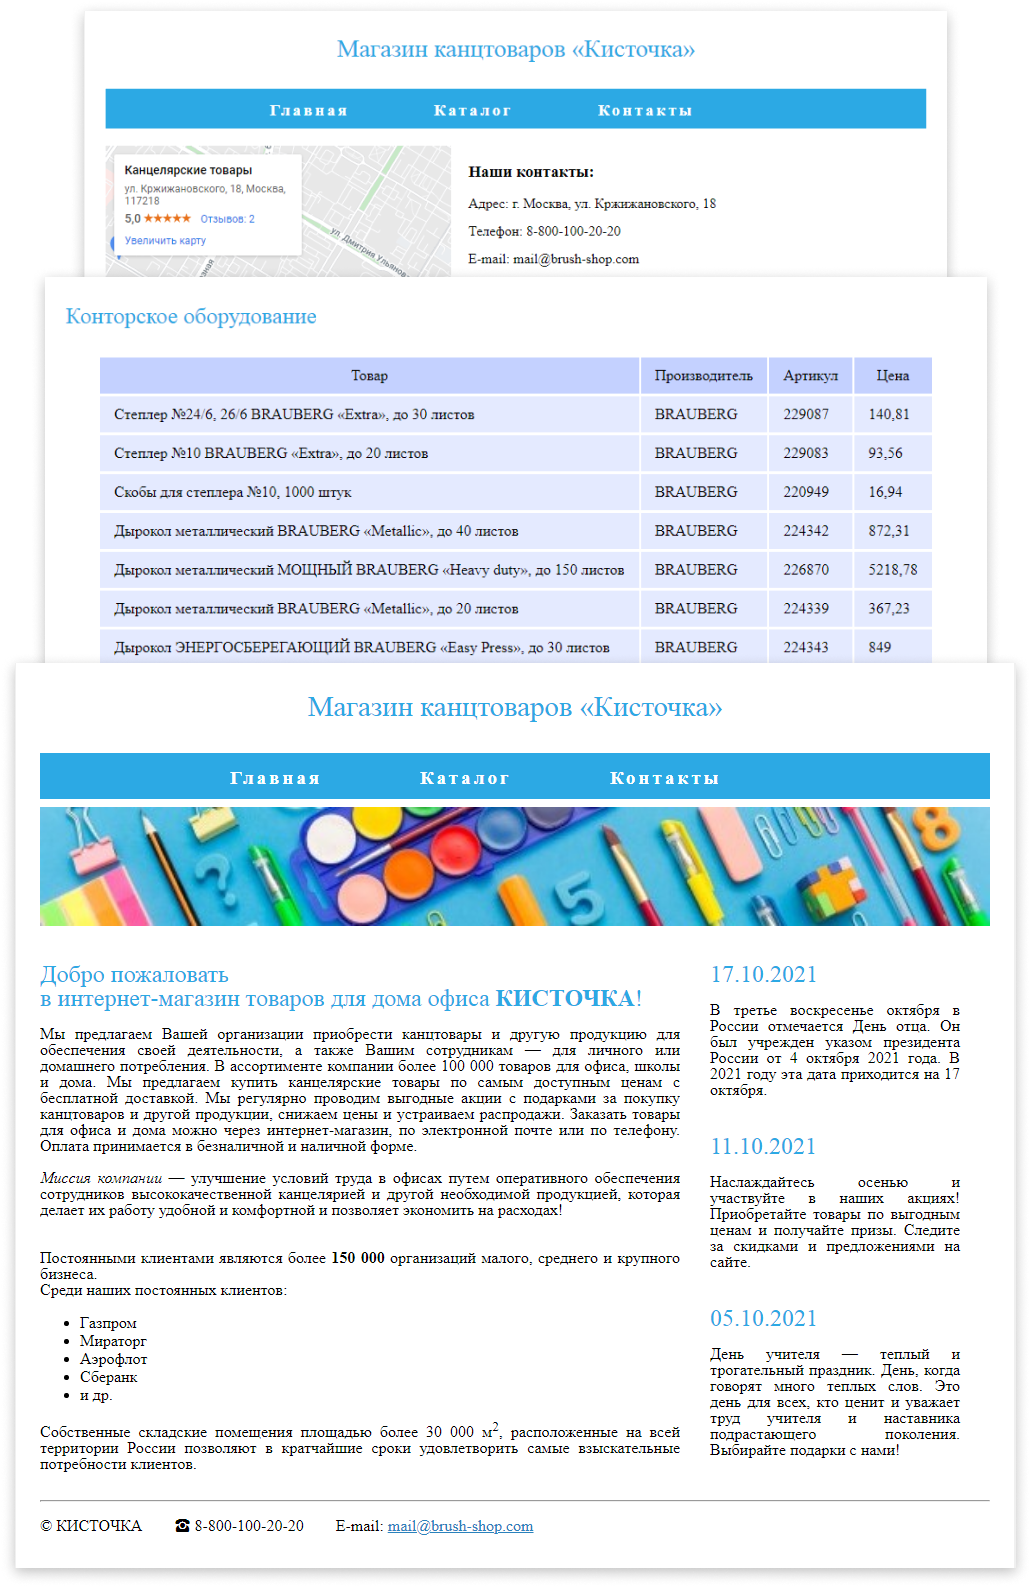 Магазин канцтоваров «Кисточка»
Главная Каталог Контакты
Канцелярские товары
ул. Кржижановского, 18, Москва,
117218
5,0 ★★★★★ Отзывов: 2
Увеличить карту
ул. Дмитрия Ульянова
Наши контакты:
Адрес: г. Москва, ул. Кржижановского, 18
Телефон: 8-800-100-20-20
E-mail: mail@brush-shop.com
Конторское оборудование
Товар Производитель Артикул Цена
Степлер №24/6, 26/6 BRAUBERG «Extra», до 30 листов BRAUBERG 229087 140,81
Степлер №10 BRAUBERG «Extra», до 20 листов BRAUBERG 229083 93,56
Скобы для степлера №10, 1000 штук BRAUBERG 220949 16,94
Дырокол металлический BRAUBERG «Metallic», до 40 листов BRAUBERG 224342 872,31
Дырокол металлический МОЩНЫЙ BRAUBERG «Heavy duty», до 150 листов BRAUBERG 226870 5218,78
Дырокол металлический BRAUBERG «Metallic», до 20 листов BRAUBERG 224339 367,23
Дырокол ЭНЕРГОСБЕРЕГАЮЩИЙ BRAUBERG «Easy Press», до 30 листов BRAUBERG 224343 849
Магазин канцтоваров «Кисточка»
Главная Каталог Контакты
? 5 8
Добро пожаловать
в интернет-магазин товаров для дома офиса КИСТОЧКА!
Мы предлагаем Вашей организации приобрести канцтовары и другую продукцию для
обеспечения своей деятельности, а также Вашим сотрудникам — для личного или
домашнего потребления. В ассортименте компании более 100 000 товаров для офиса, школы
и дома. Мы предлагаем купить канцелярские товары по самым доступным ценам с
бесплатной доставкой. Мы регулярно проводим выгодные акции с подарками за покупку
канцтоваров и другой продукции, снижаем цены и устраиваем распродажи. Заказать товары
для офиса и дома можно через интернет-магазин, по электронной почте или по телефону.
Оплата принимается в безналичной и наличной форме.
Миссия компании — улучшение условий труда в офисах путем оперативного обеспечения
сотрудников высококачественной канцелярией и другой необходимой продукцией, которая
делает их работу удобной и комфортной и позволяет экономить на расходах!
Постоянными клиентами являются более 150 000 организаций малого, среднего и крупного
бизнеса.
Среди наших постоянных клиентов:
• Газпром
• Мираторг
• Аэрофлот
• Сберанк
• и др.
Собственные складские помещения площадью более 30 000 м², расположенные на всей
территории России позволяют в кратчайшие сроки удовлетворить самые взыскательные
потребности клиентов.
17.10.2021
В третье воскресенье октября в
России отмечается День отца. Он
был учрежден указом президента
России от 4 октября 2021 года. В
2021 году эта дата приходится на 17
октября.
11.10.2021
Наслаждайтесь осенью и
участвуйте в наших акциях!
Приобретайте товары по выгодным
ценам и получайте призы. Следите
за скидками и предложениями на
сайте.
05.10.2021
День учителя — теплый и
трогательный праздник. День, когда
говорят много теплых слов. Это
день для всех, кто ценит и уважает
труд учителя и наставника
подрастающего поколения.
Выбирайте подарки с нами!
© КИСТОЧКА ☎ 8-800-100-20-20 E-mail: mail@brush-shop.com